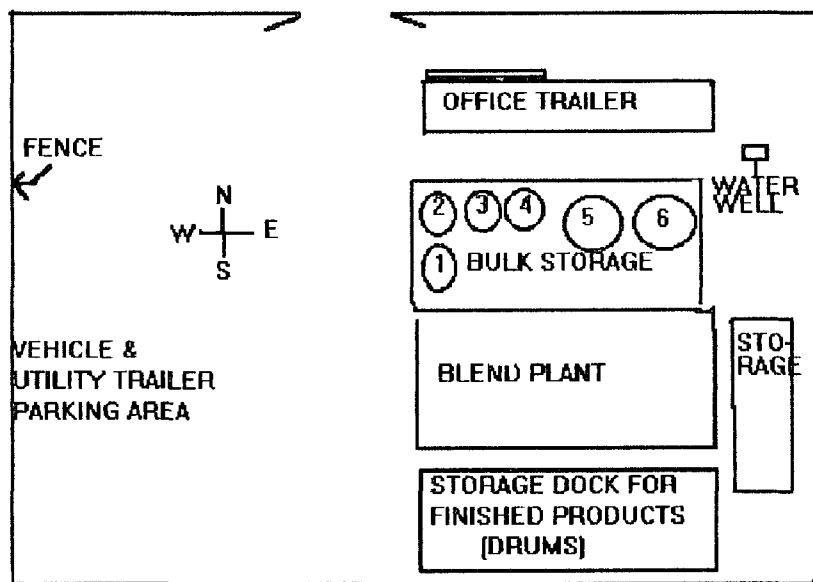 OFFICE TRAILER
FENCE
WATER
WELL
N
W E
S
2 3 4 5 6
1 BULK STORAGE
VEHICLE &
UTILITY TRAILER
PARKING AREA
BLEND PLANT
STO-
RAGE
STORAGE DOCK FOR
FINISHED PRODUCTS
(DRUMS)